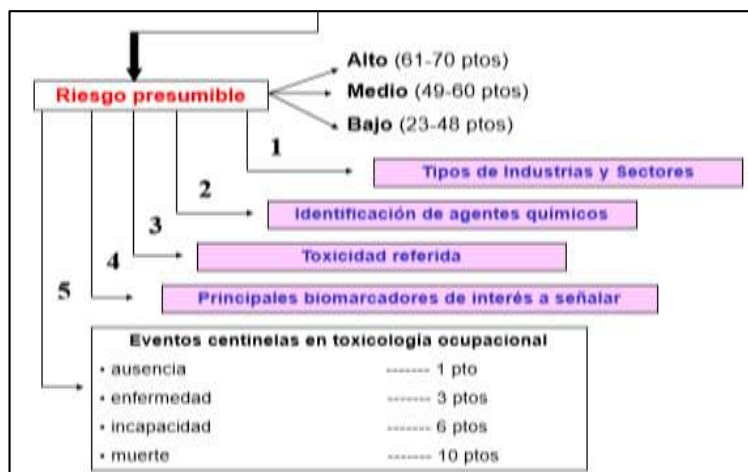 Riesgo presumible
Alto (61-70 ptos)
Medio (49-60 ptos)
Bajo (23-48 ptos)
1
Tipos de Industrias y Sectores
2
Identificación de agentes químicos
3
Toxicidad referida
4
Principales biomarcadores de interés a señalar
5
Eventos centinelas en toxicología ocupacional
• ausencia ------- 1 pto
• enfermedad ------- 3 ptos
• incapacidad ------- 6 ptos
• muerte ------- 10 ptos